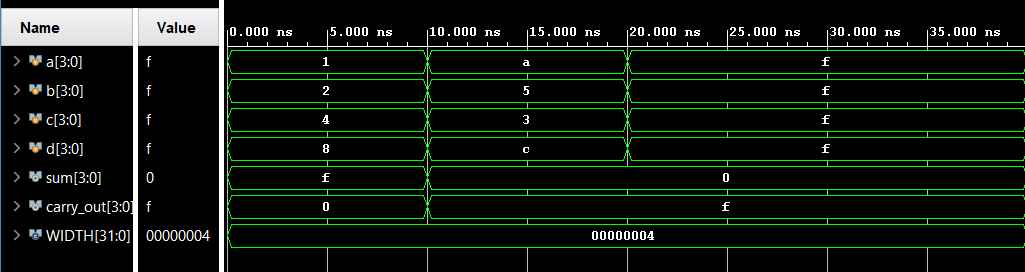 Name Value 0.000 ns 5.000 ns 10.000 ns 15.000 ns 20.000 ns 25.000 ns 30.000 ns 35.000 ns
a[3:0] f 1 a f
b[3:0] f 2 5 f
c[3:0] f 4 3 f
d[3:0] f 8 c f
sum[3:0] 0 f 0
carry_out[3:0] f 0 f
WIDTH[31:0] 00000004 00000004